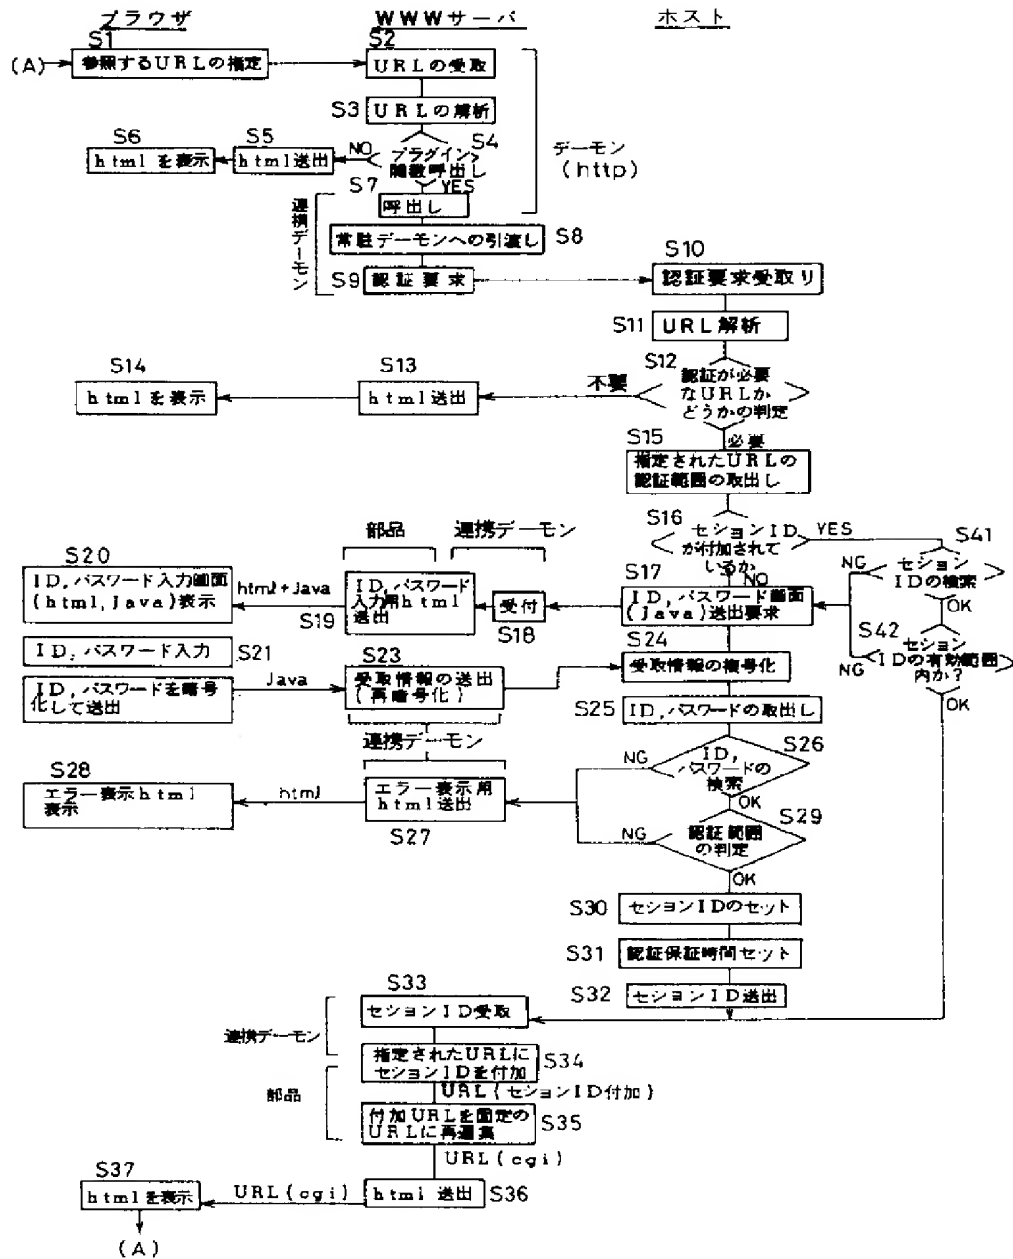 ブラウザ
WWWサーバ
ホスト
S1
S2
(A)
参照するURLの指定
URLの受取
S3
URLの解析
S6
S5
S4
htmlを表示
html送出
NO
プラグイン
関数呼出し
デーモン
(http)
S7
YES
連携デーモン
呼出し
常駐デーモンへの引渡し
S8
S9
認証要求
S10
認証要求受取り
S11
URL解析
S14
S13
S12
htmlを表示
html送出
不要
認証が必要
なURLか
どうかの判定
S15
必要
指定されたURLの
認証範囲の取出し
S16
セションID
が付加されて
いるか
YES
S41
セション
IDの検索
NG
OK
部品
連携デーモン
S20
ID,パスワード入力画面
(html,Java)表示
html+Java
S19
ID,パスワード
入力用html
送出
受付
S18
S17
NO
ID,パスワード画面
(Java)送出要求
S42
セション
IDの有効範囲
内か?
NG
OK
ID,パスワード入力
S21
S23
S24
ID,パスワードを暗号
化して送出
Java
受取情報の送出
(再暗号化)
受取情報の復号化
S25
ID,パスワードの取出し
連携デーモン
S26
ID,
パスワードの
検索
NG
OK
S28
エラー表示html
表示
html
エラー表示用
html送出
S27
S29
認証範囲
の判定
NG
OK
S30
セションIDのセット
S31
認証保証時間セット
S33
S32
セションID送出
セションID受取
連携デーモン
指定されたURLに
セションIDを付加
S34
部品
URL(セションID付加)
付加URLを固定の
URLに再編集
S35
URL(cgi)
S37
htmlを表示
URL(cgi)
html送出
S36
(A)